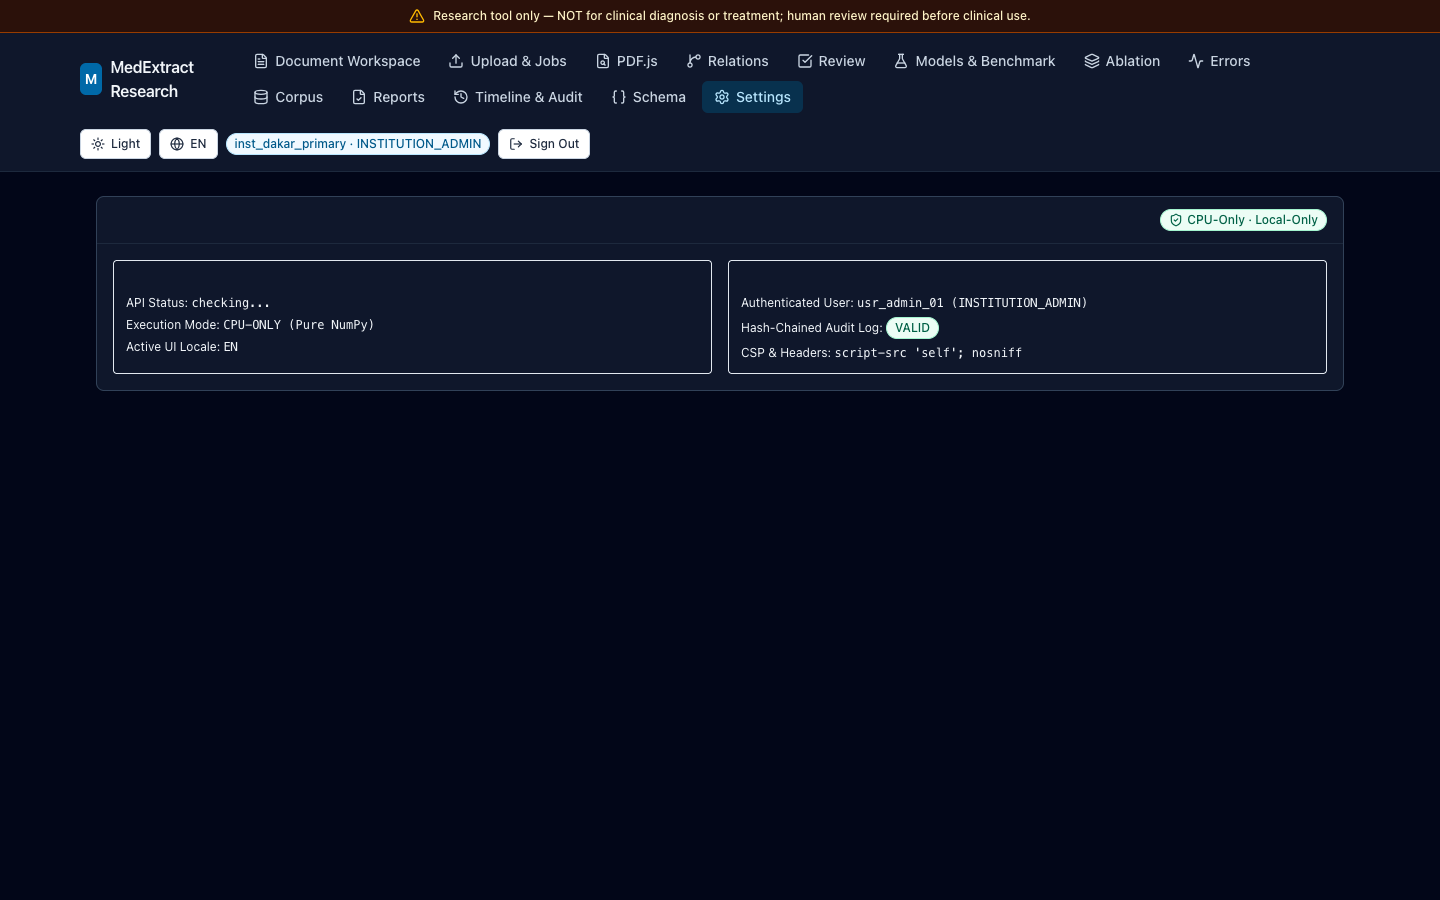 Research tool only — NOT for clinical diagnosis or treatment; human review required before clinical use.
M
MedExtract Research
Document Workspace
Upload & Jobs
PDF.js
Relations
Review
Models & Benchmark
Ablation
Errors
Corpus
Reports
Timeline & Audit
Schema
Settings
Light
EN
inst_dakar_primary · INSTITUTION_ADMIN
Sign Out
CPU-Only · Local-Only
API Status: checking...
Execution Mode: CPU-ONLY (Pure NumPy)
Active UI Locale: EN
Authenticated User: usr_admin_01 (INSTITUTION_ADMIN)
Hash-Chained Audit Log: VALID
CSP & Headers: script-src 'self'; nosniff